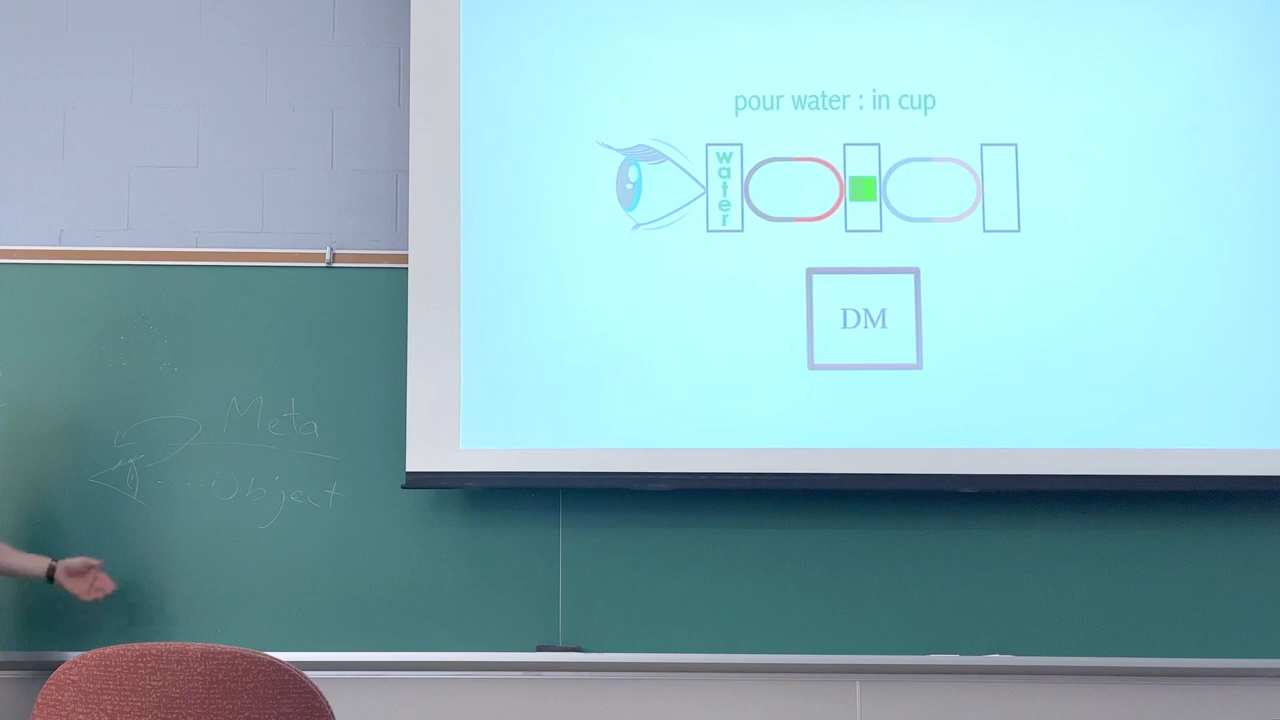 pour water : in cup
water
DM
Meta
Object